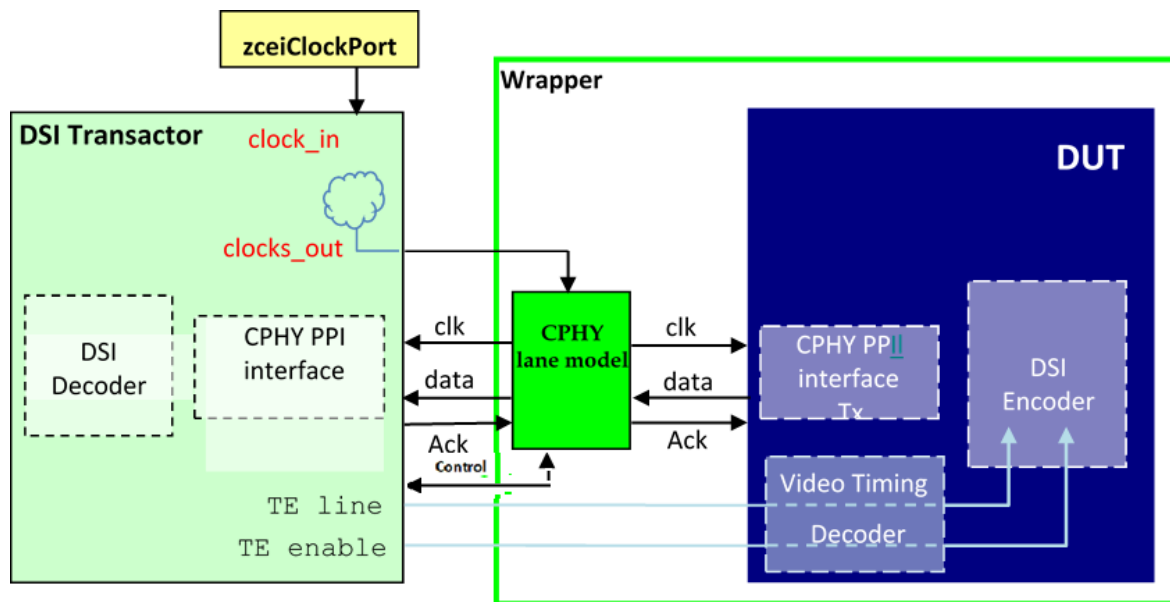 zceiClockPort
Wrapper
DSI Transactor
clock_in
DUT
clocks_out
clk
CPHY
lane model
clk
CPHY PPI
interface
CPHY PPII
interface
Tx
DSI
Decoder
DSI
Encoder
data
data
Ack
Ack
Control
Video Timing
Decoder
TE line
TE enable